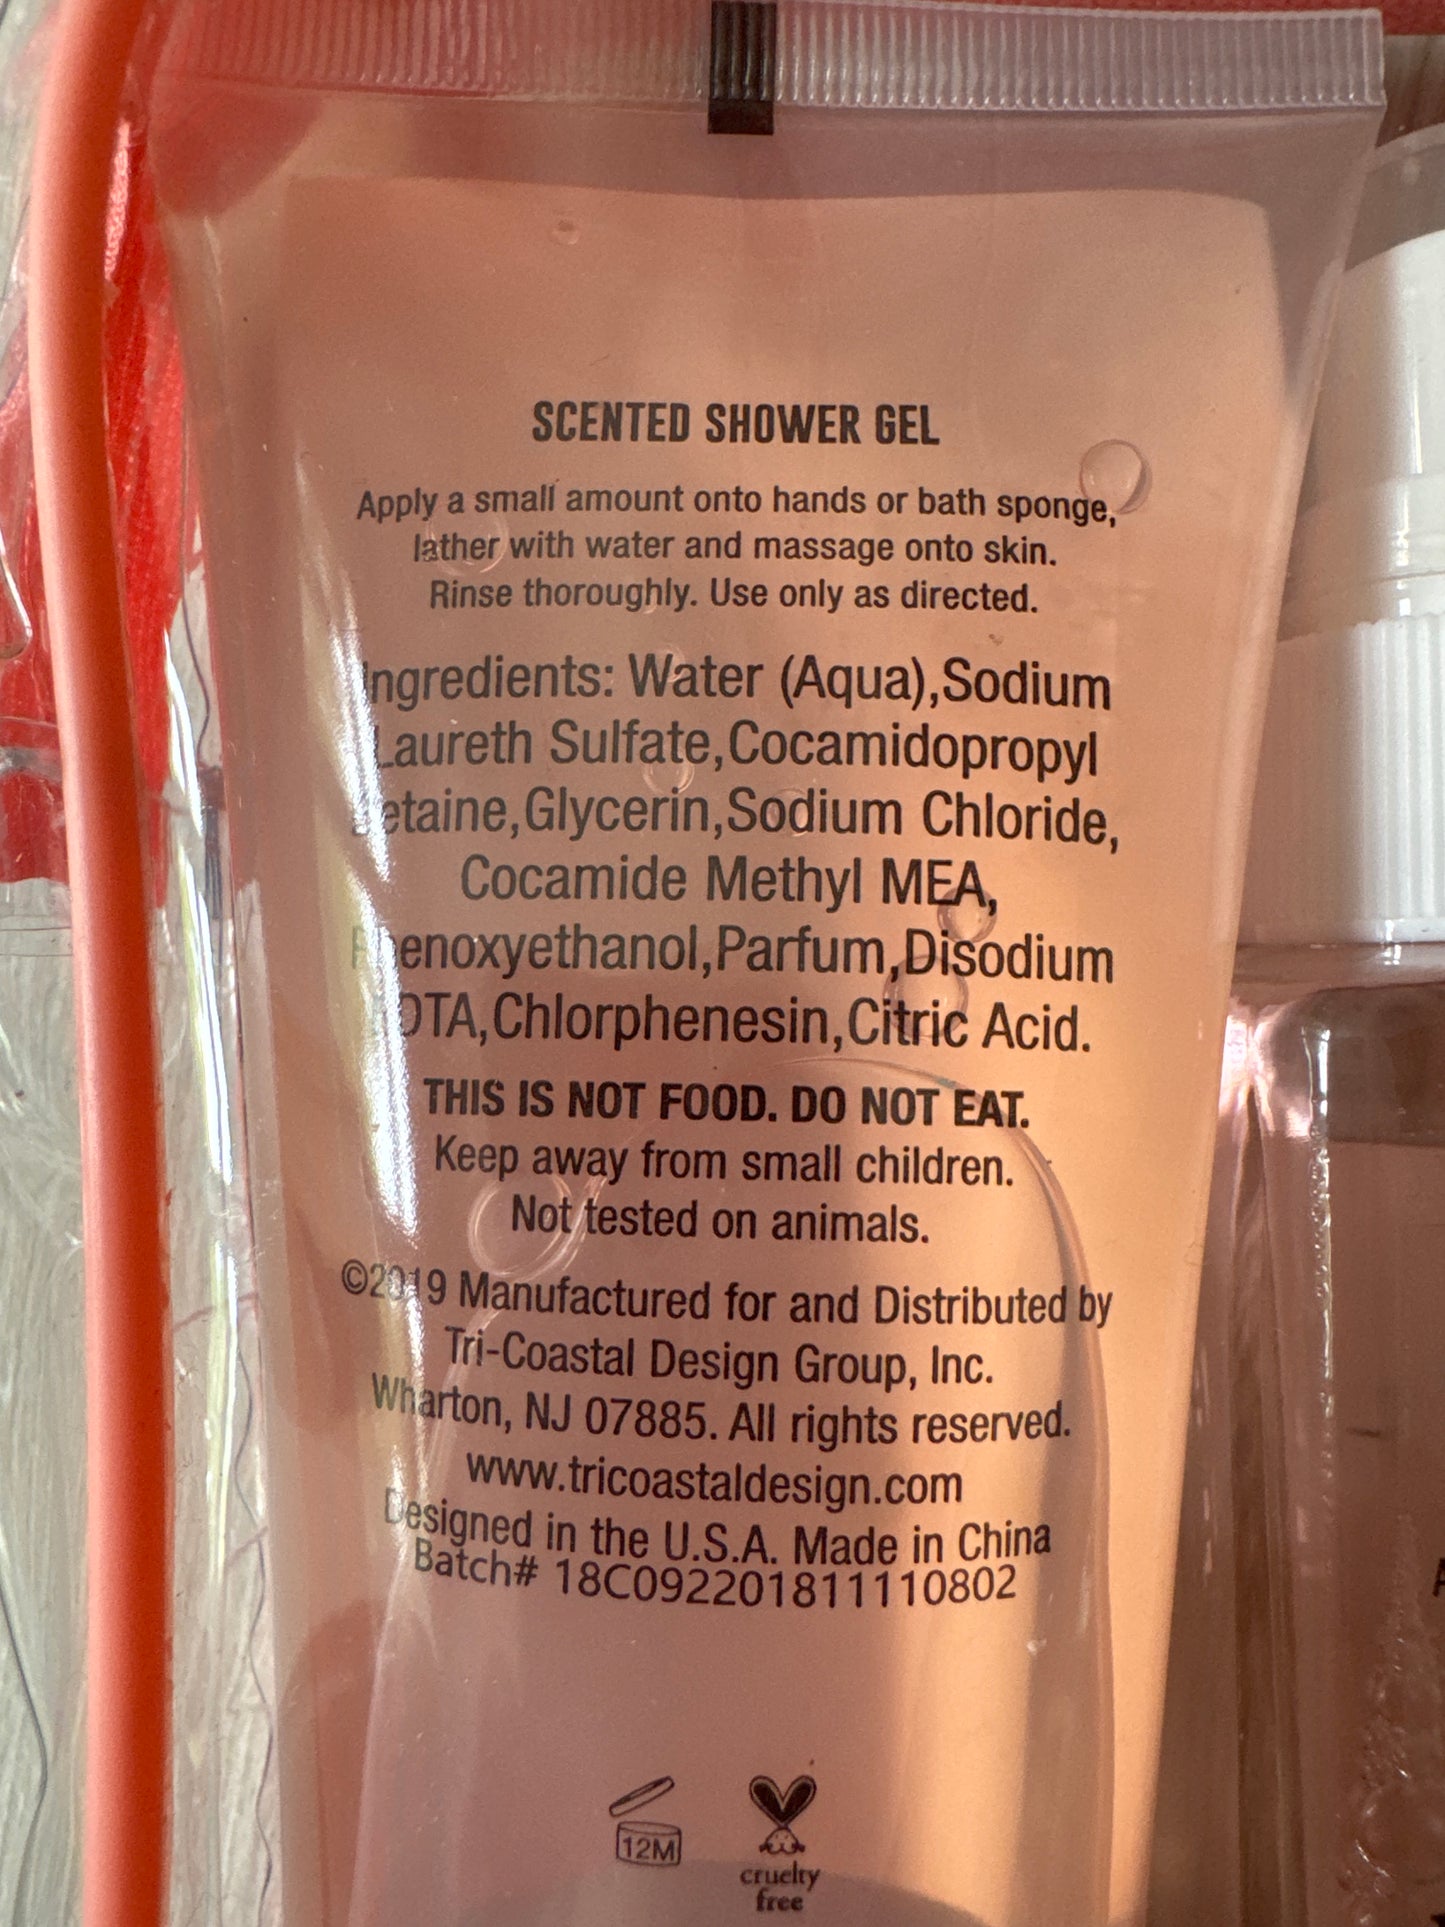 SCENTED SHOWER GEL
Apply a small amount onto hands or bath sponge,
lather with water and massage onto skin.
Rinse thoroughly. Use only as directed.
Ingredients: Water (Aqua),Sodium
Laureth Sulfate,Cocamidopropyl
Betaine,Glycerin,Sodium Chloride,
Cocamide Methyl MEA,
Phenoxyethanol,Parfum,Disodium
Chlorphenesin,Citric Acid.
THIS IS NOT FOOD. DO NOT EAT.
Keep away from small children.
Not tested on animals.
©2019 Manufactured for and Distributed by
Tri-Coastal Design Group, Inc.
Wharton, NJ 07885. All rights reserved.
www.tricoastaldesign.com
Designed in the U.S.A. Made in China
Batch# 18C092201811110802
12M
cruelty
free